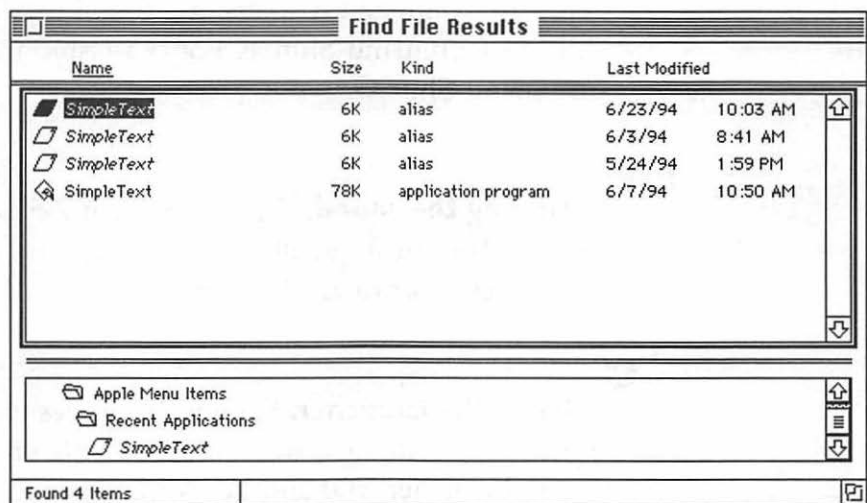 Find File Results
Name Size Kind Last Modified
SimpleText 6K alias 6/23/94 10:03 AM
SimpleText 6K alias 6/3/94 8:41 AM
SimpleText 6K alias 5/24/94 1:59 PM
SimpleText 78K application program 6/7/94 10:50 AM
Apple Menu Items
Recent Applications
SimpleText
Found 4 Items